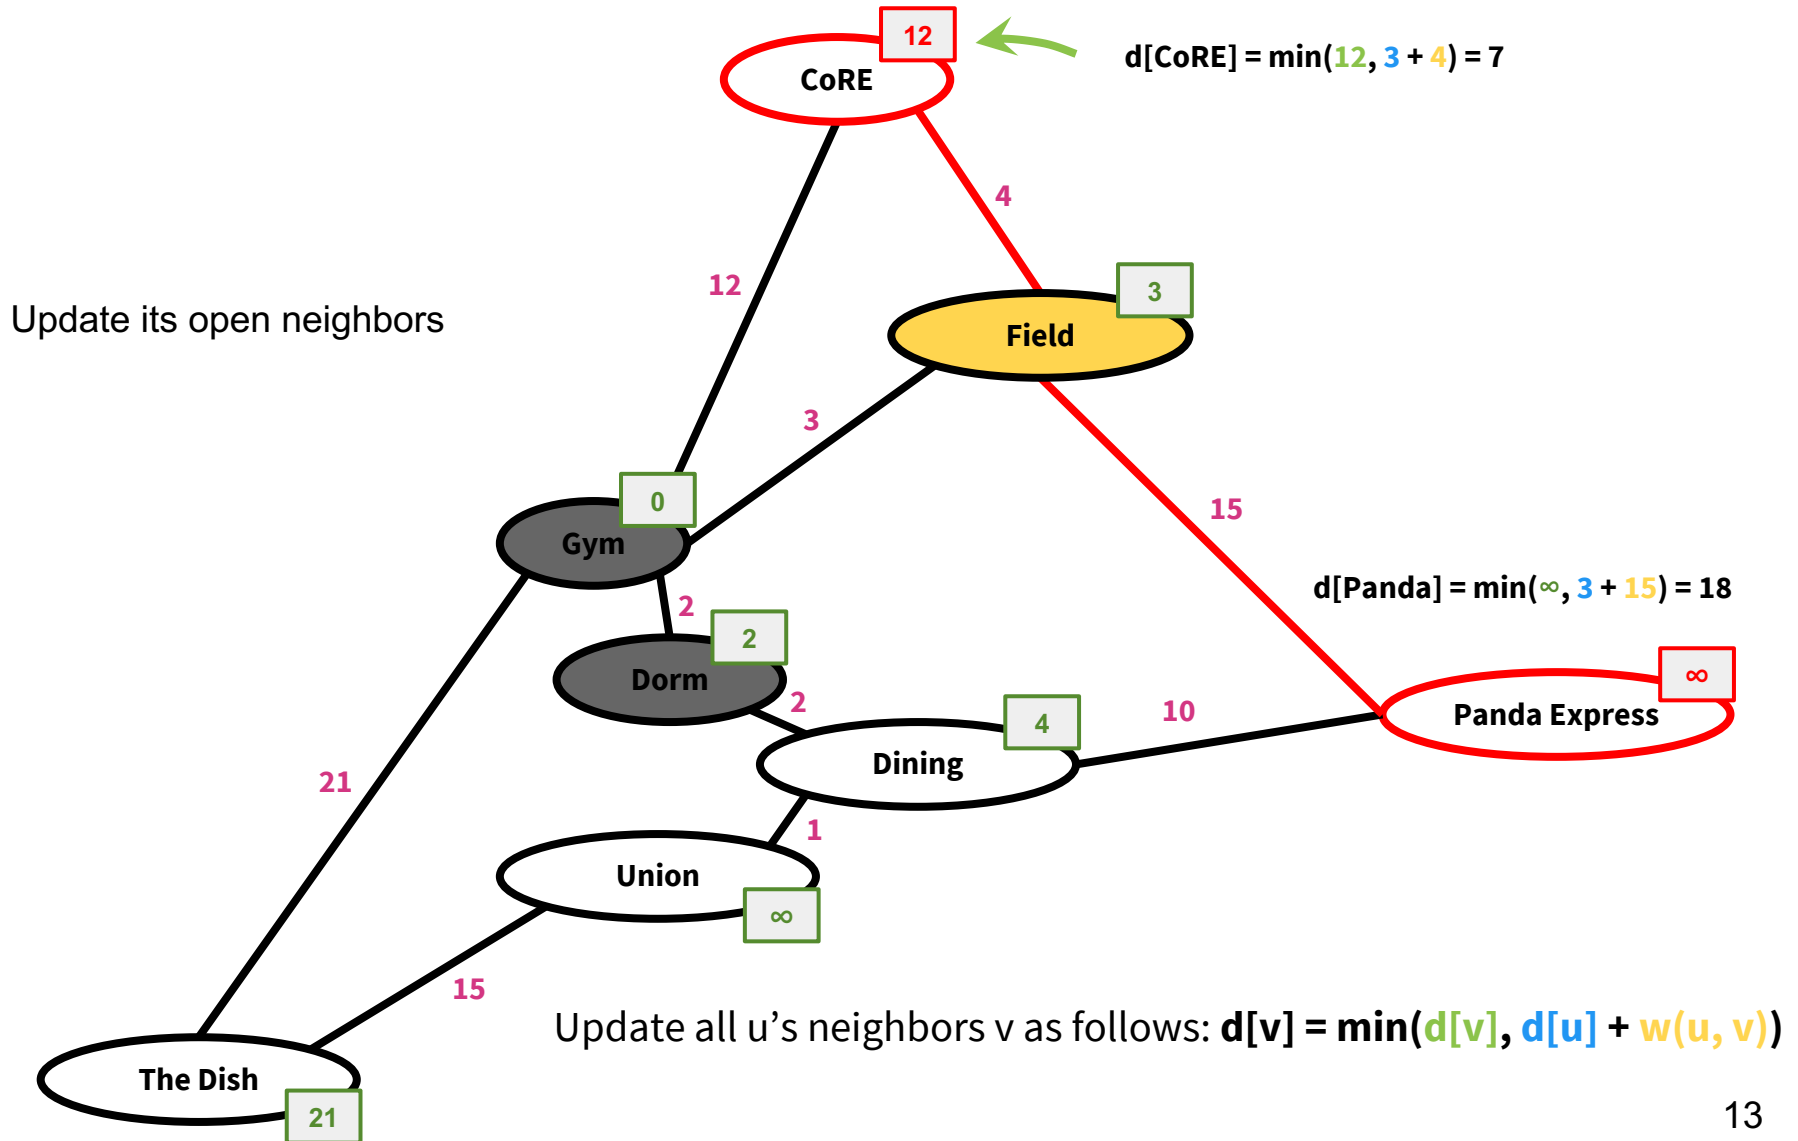 12
CoRE
d[CoRE] = min(12, 3 + 4) = 7
4
12
3
Update its open neighbors
Field
3
0
15
Gym
d[Panda] = min(∞, 3 + 15) = 18
2
2
Dorm
∞
2
10
Panda Express
4
Dining
21
1
Union
∞
15
Update all u’s neighbors v as follows: d[v] = min(d[v], d[u] + w(u, v))
The Dish
21
13